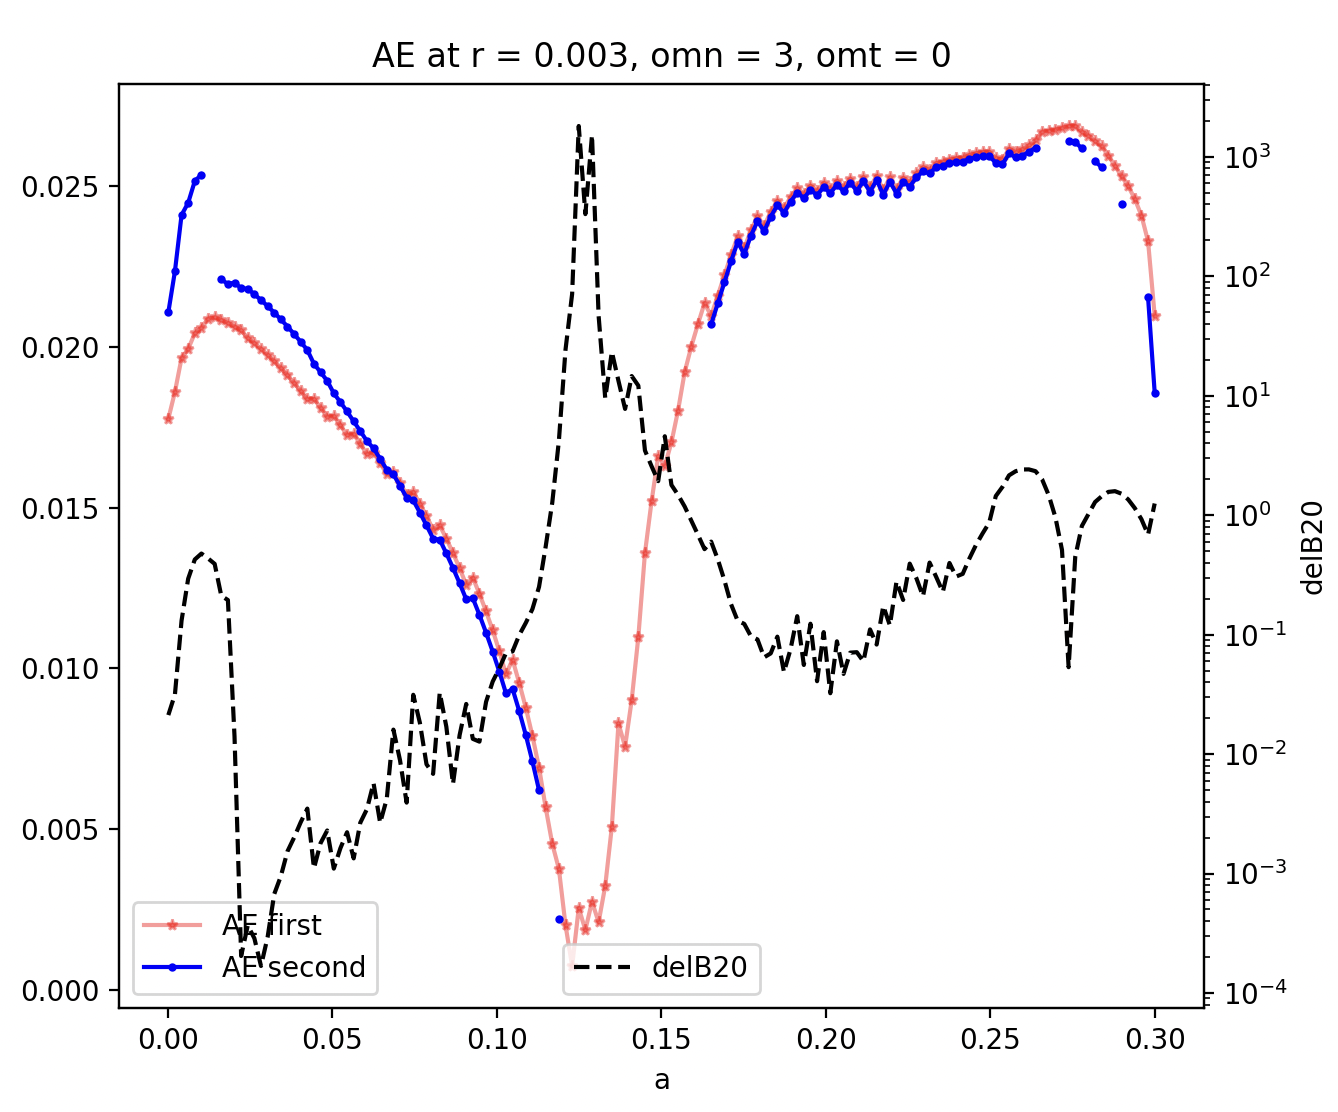 AE at r = 0.003, omn = 3, omt = 0
0.025
0.020
0.015
0.010
0.005
0.000
10³
10²
10¹
10⁰
10⁻¹
10⁻²
10⁻³
10⁻⁴
delB20
AE first
AE second
delB20
0.00 0.05 0.10 0.15 0.20 0.25 0.30
a